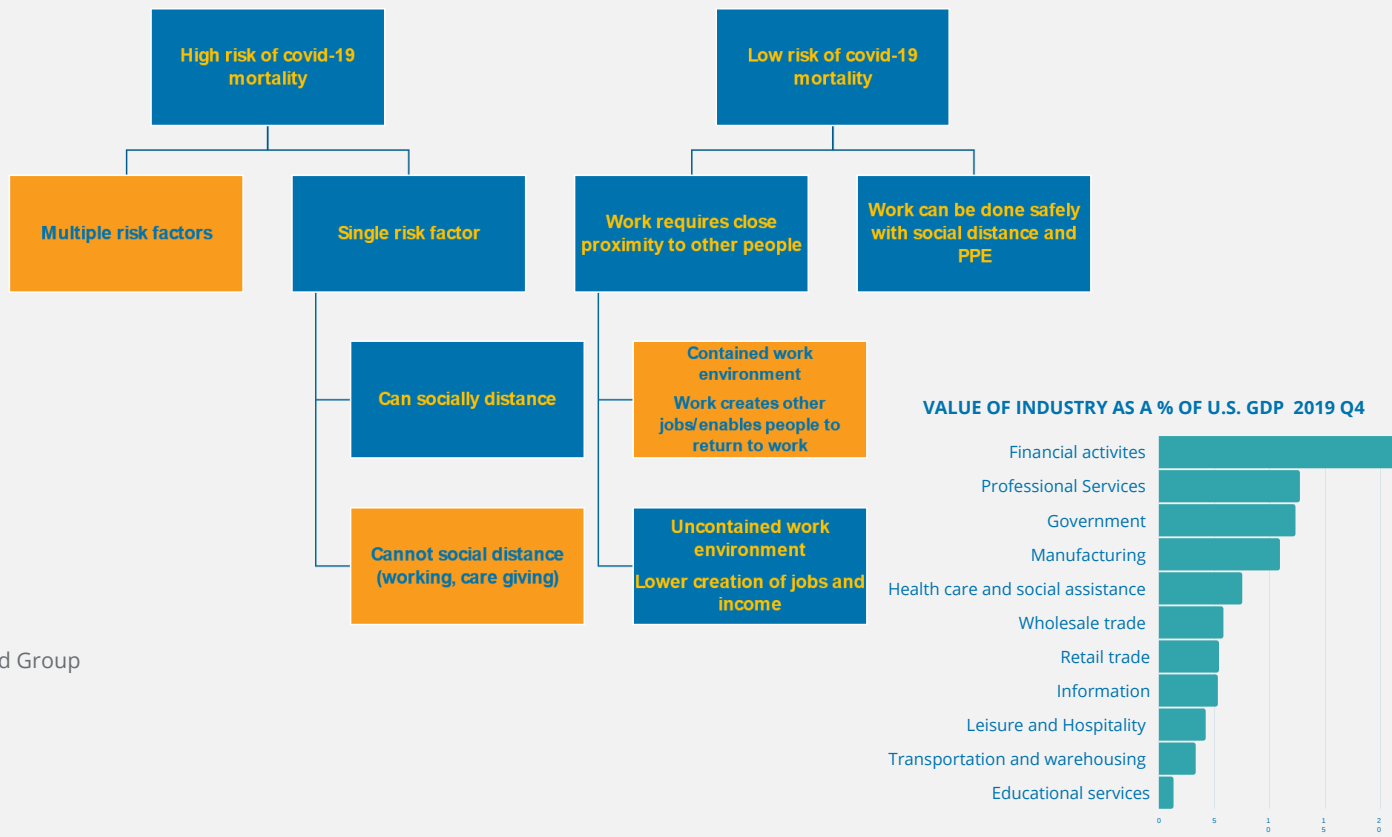 High risk of covid-19
mortality
Low risk of covid-19
mortality
Multiple risk factors
Single risk factor
Work requires close
proximity to other people
Work can be done safely
with social distance and
PPE
Can socially distance
Contained work
environment
Work creates other
jobs/enables people to
return to work
Cannot social distance
(working, care giving)
Uncontained work
environment
Lower creation of jobs and
income
d Group
VALUE OF INDUSTRY AS A % OF U.S. GDP 2019 Q4
Financial activites
Professional Services
Government
Manufacturing
Health care and social assistance
Wholesale trade
Retail trade
Information
Leisure and Hospitality
Transportation and warehousing
Educational services
0 5 10 15 20